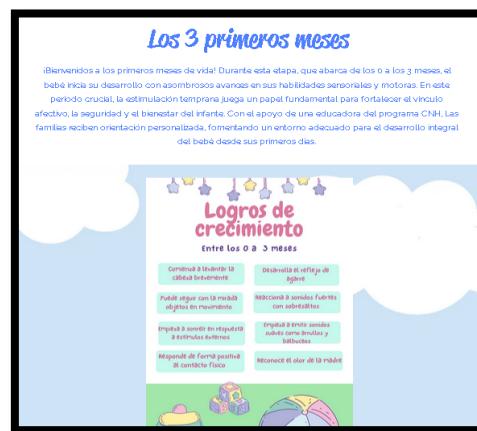 Los 3 primeros meses
¡Bienvenidos a los primeros meses de vida! Durante esta etapa, que abarca de los 0 a los 3 meses, el
bebé inicia su desarrollo con asombrosos avances en sus habilidades sensoriales y motoras. En este
período crucial, la estimulación temprana juega un papel fundamental para fortalecer el vínculo
afectivo, la seguridad y el bienestar del infante. Con el apoyo de una educadora del programa CNH, Las
familias reciben orientación personalizada, fomentando un entorno adecuado para el desarrollo integral
del bebé desde sus primeros días.
Logros de
crecimiento
Entre los 0 a 3 meses
Comienza a levantar la
cabeza brevemente
Desarrolla el reflejo de
agarre
Puede seguir con la mirada
objetos en movimiento
Reacciona a sonidos fuertes
con sobresaltos
Empieza a sonreír en respuesta
a estímulos externos
Empieza a emitir sonidos
suaves como arrullos y
balbuceos
Responde de forma positiva
al contacto físico
Reconoce el olor de la madre